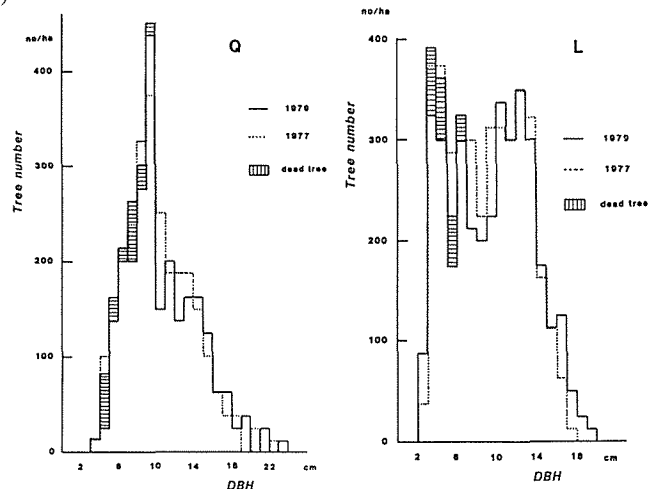 )
no/ha
Q
400
300
200
100
0
Tree number
1979
1977
dead tree
2 6 10 14 18 22 cm
DBH
no/ha
L
400
300
200
100
0
Tree number
1979
1977
dead tree
2 6 10 14 18 cm
DBH